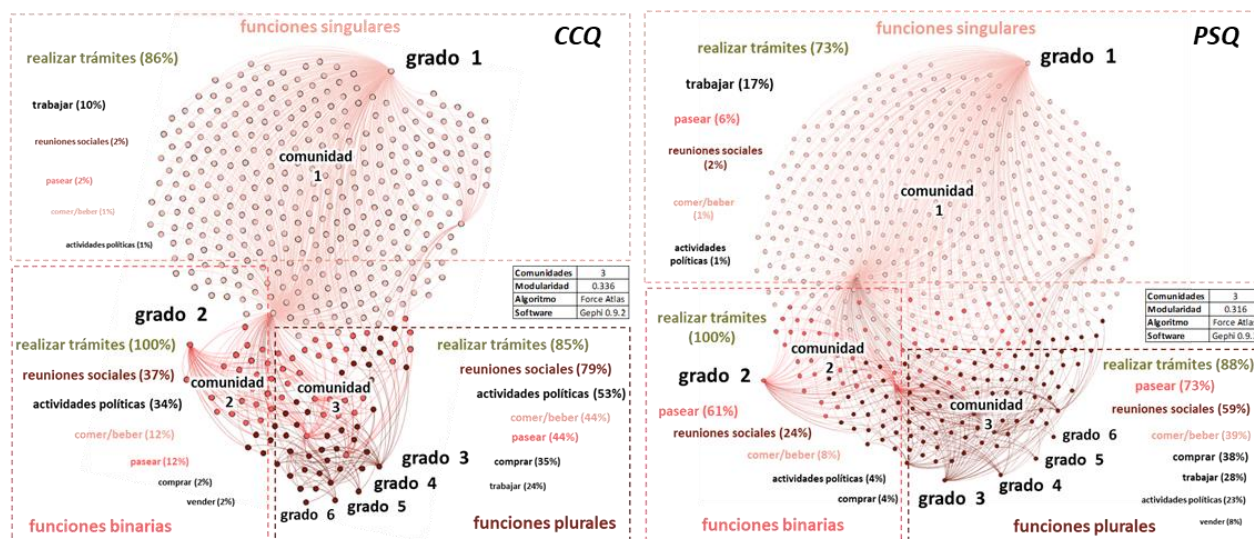 funciones singulares
CCQ
realizar trámites (86%)
grado 1
trabajar (10%)
reuniones sociales (2%)
comunidad
1
pasear (2%)
comer/beber (1%)
actividades políticas (1%)
Comunidades 3
Modularidad 0.336
Algoritmo Force Atlas
Software Gephi 0.9.2
grado 2
realizar trámites (100%)
reuniones sociales (37%)
comunidad
2
actividades políticas (34%)
comer/beber (12%)
pasear (12%)
comprar (2%)
vender (2%)
funciones binarias
realizar trámites (85%)
reuniones sociales (79%)
comunidad
3
actividades políticas (53%)
comer/beber (44%)
pasear (44%)
grado 3
comprar (35%)
grado 4
trabajar (24%)
grado 5
grado 6
funciones plurales
funciones singulares
PSQ
realizar trámites (73%)
grado 1
trabajar (17%)
pasear (6%)
reuniones sociales
(2%)
comunidad
1
comer/baber
(1%)
actividades
políticas (1%)
Comunidades 3
Modularidad 0.316
Algoritmo Force Atlas
Software Gephi 0.9.
realizar trámites
(100%)
comunidad
2
grado 2
pasear (61%)
reuniones sociales (24%)
comer/beber (8%)
actividades políticas (4%)
comprar (4%)
funciones binarias
realizar trámites (88%)
pasear (73%)
comunidad
3
reuniones sociales (59%)
grado 6
comer/beber (39%)
grado 5
comprar (38%)
grado 4
trabajar (28%)
grado 3
actividades políticas (23%)
vender (8%)
funciones plurales